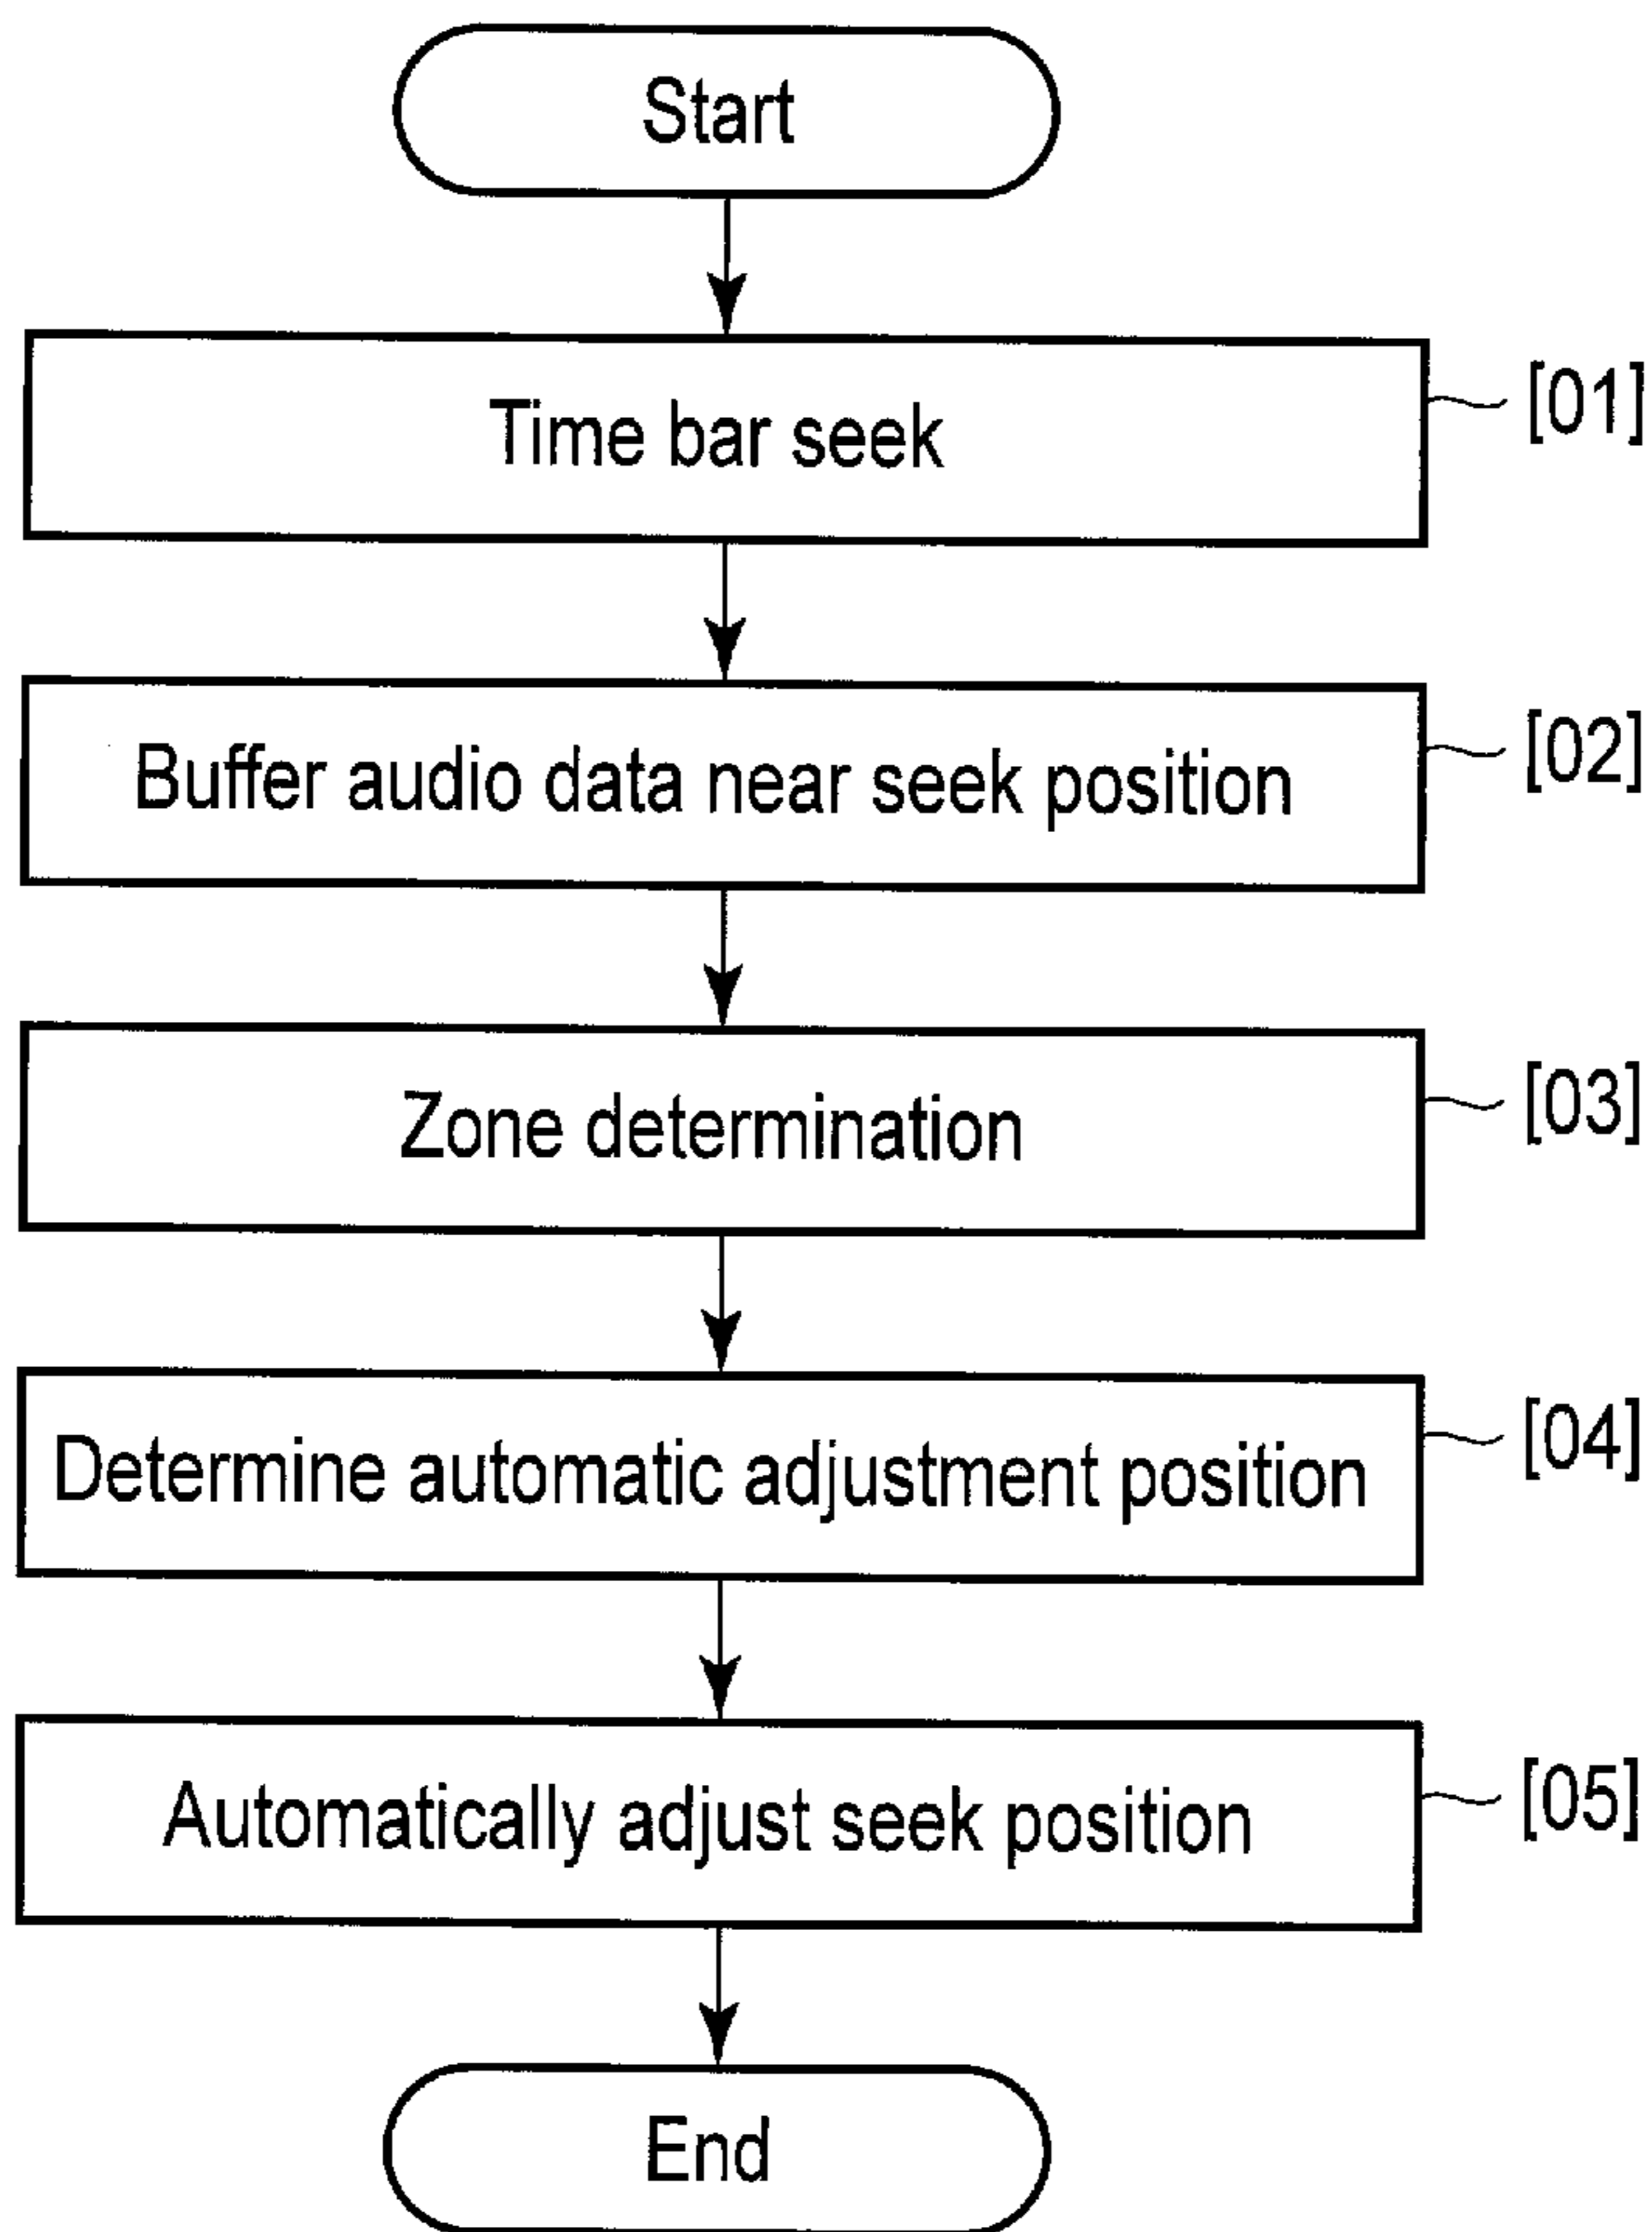 Start
Time bar seek
[01]
Buffer audio data near seek position
[02]
Zone determination
[03]
Determine automatic adjustment position
[04]
Automatically adjust seek position
[05]
End